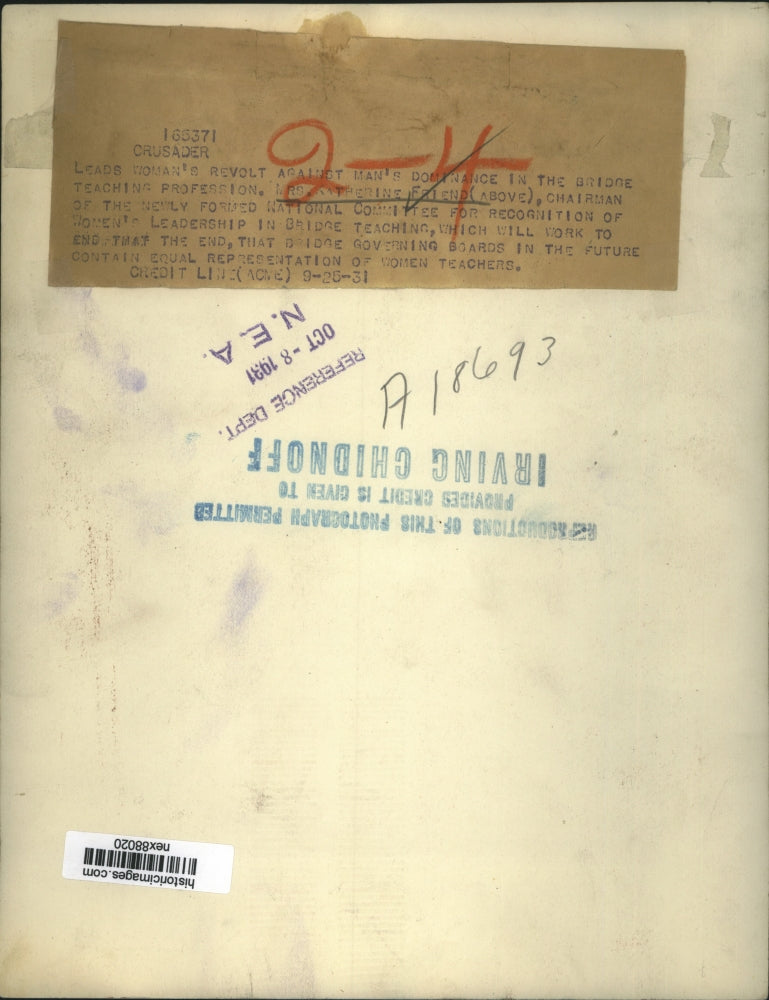 165371
CRUSADER
LEADS WOMAN'S REVOLT AGAINST MAN'S DOMINANCE IN THE BRIDGE
TEACHING PROFESSION. MRS. KATHERINE FRIEND(ABOVE), CHAIRMAN
OF THE NEWLY FORMED NATIONAL COMMITTEE FOR RECOGNITION OF
WOMEN'S LEADERSHIP IN BRIDGE TEACHING, WHICH WILL WORK TO
END THAT THE END, THAT BRIDGE GOVERNING BOARDS IN THE FUTURE
CONTAIN EQUAL REPRESENTATION OF WOMEN TEACHERS.
CREDIT LINE(ACME) 9-25-31
2-4
REFERENCE DEPT.
OCT - 8 1931
N. E. A.
A18693
REPRODUCTIONS OF THIS PHOTOGRAPH PERMITTED
PROVIDED CREDIT IS GIVEN TO
IRVING CHIDNOFF
historicimages.com
nex88020